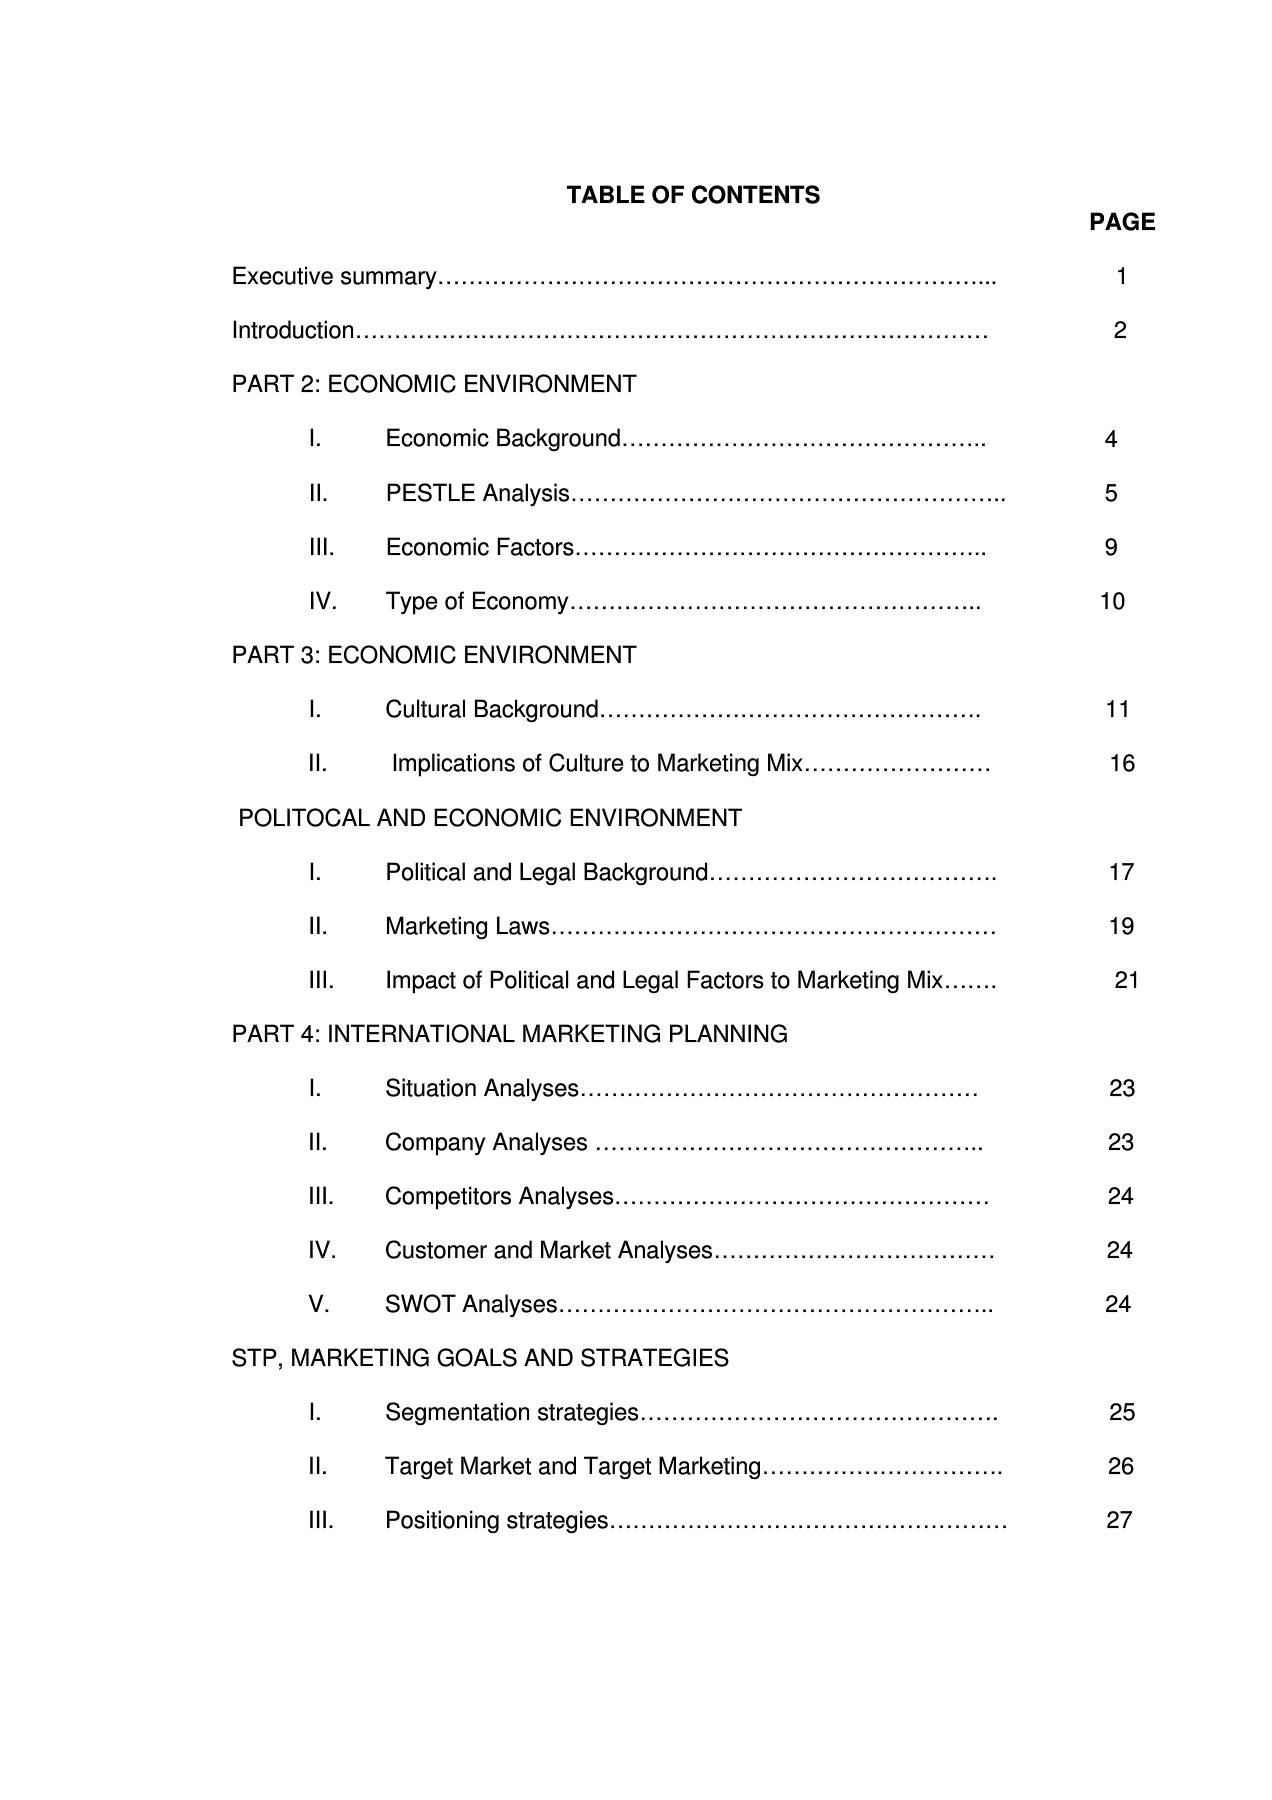 TABLE OF CONTENTS
PAGE
Executive summary……………………………………………………………... 1
Introduction……………………………………………………………………… 2
PART 2: ECONOMIC ENVIRONMENT
I. Economic Background……………………………………….. 4
II. PESTLE Analysis……………………………………………….. 5
III. Economic Factors…………………………………………….. 9
IV. Type of Economy…………………………………………….. 10
PART 3: ECONOMIC ENVIRONMENT
I. Cultural Background…………………………………………. 11
II. Implications of Culture to Marketing Mix…………………… 16
POLITOCAL AND ECONOMIC ENVIRONMENT
I. Political and Legal Background………………………………. 17
II. Marketing Laws………………………………………………… 19
III. Impact of Political and Legal Factors to Marketing Mix……. 21
PART 4: INTERNATIONAL MARKETING PLANNING
I. Situation Analyses…………………………………………… 23
II. Company Analyses ………………………………………….. 23
III. Competitors Analyses………………………………………… 24
IV. Customer and Market Analyses……………………………… 24
V. SWOT Analyses……………………………………………... 24
STP, MARKETING GOALS AND STRATEGIES
I. Segmentation strategies………………………………………. 25
II. Target Market and Target Marketing…………………………. 26
III. Positioning strategies…………………………………………… 27